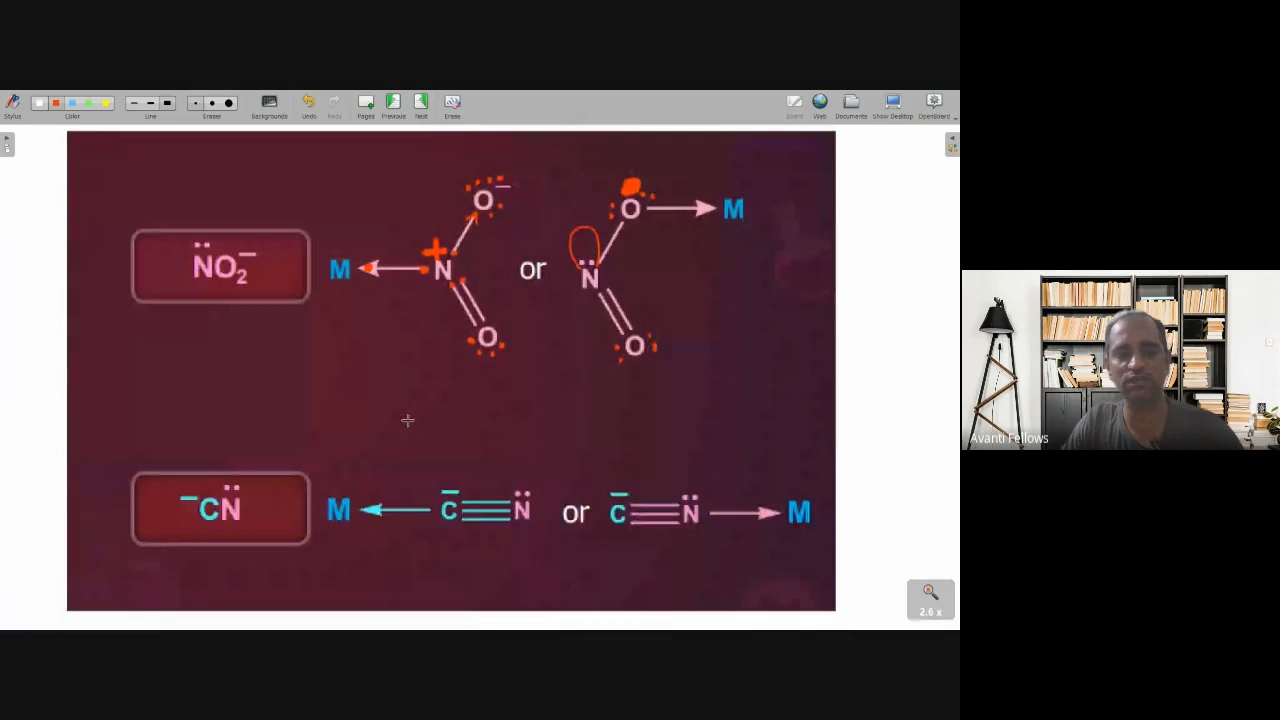 Stylus Color Line Eraser Backgrounds Undo Redo Pages Previous Next Erase Board Web Documents Show Desktop OpenBoard
O−
O → M
N̈O2−
M ← N
+
or
N̈
O
O
−CN̈
M ← C̄≡N̈ or C̄≡N̈ → M
2.6 x
Avanti Fellows